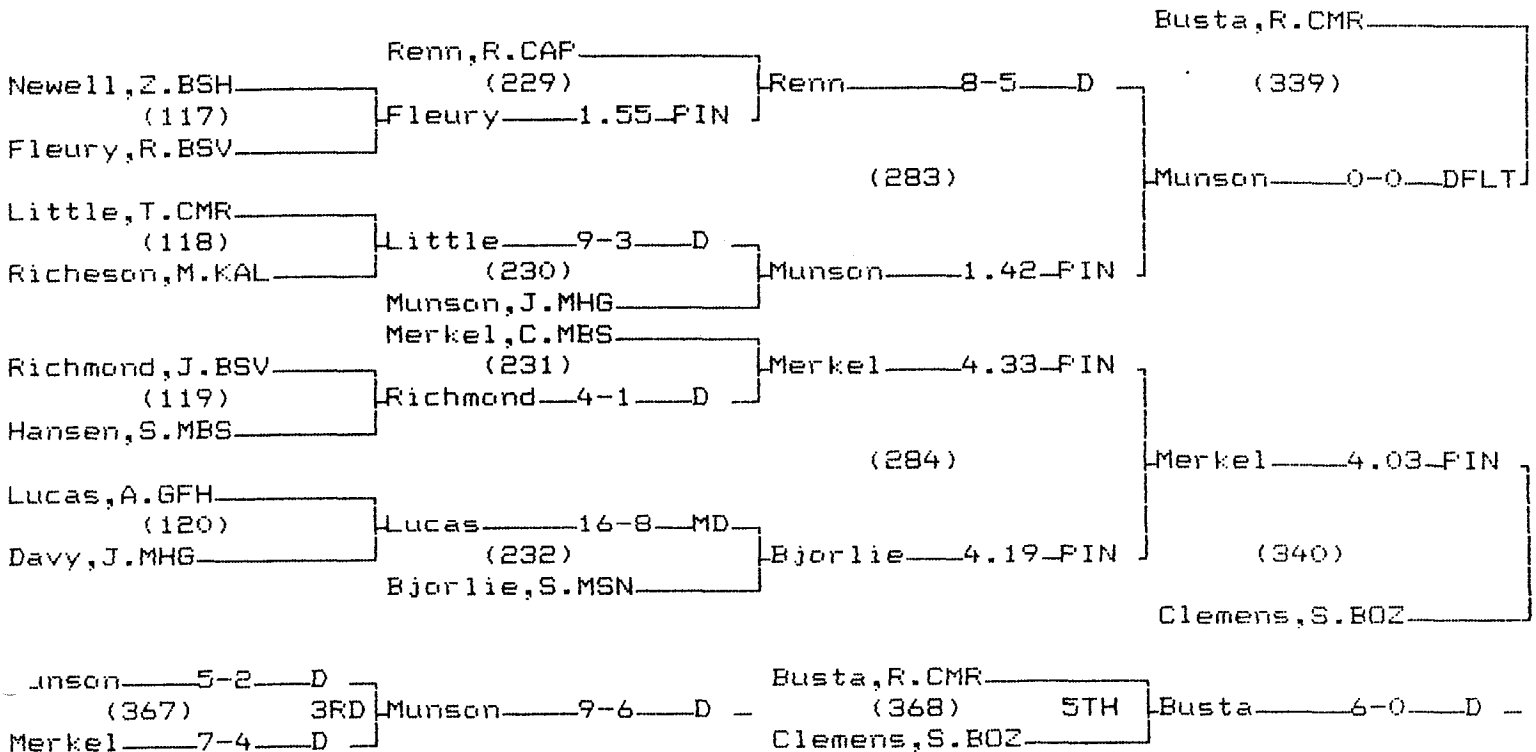 Busta,R.CMR
Renn,R.CAP
Newell,Z.BSH (229) Renn 8-5 D (339)
(117) Fleury 1.55 PIN
Fleury,R.BSV
(283) Munson 0-0 DFLT
Little,T.CMR
(118) Little 9-3 D
Richeson,M.KAL (230) Munson 1.42 PIN
Munson,J.MHG
Merkel,C.MBS
Richmond,J.BSV (231) Merkel 4.33 PIN
(119) Richmond 4-1 D
Hansen,S.MBS
(284) Merkel 4.03 PIN
Lucas,A.GFH
(120) Lucas 16-8 MD
Davy,J.MHG (232) Bjorlie 4.19 PIN (340)
Bjorlie,S.MSN
Clemens,S.BOZ
unson 5-2 D Busta,R.CMR
(367) 3RD Munson 9-6 D (368) 5TH Busta 6-0 D
Merkel 7-4 D Clemens,S.BOZ